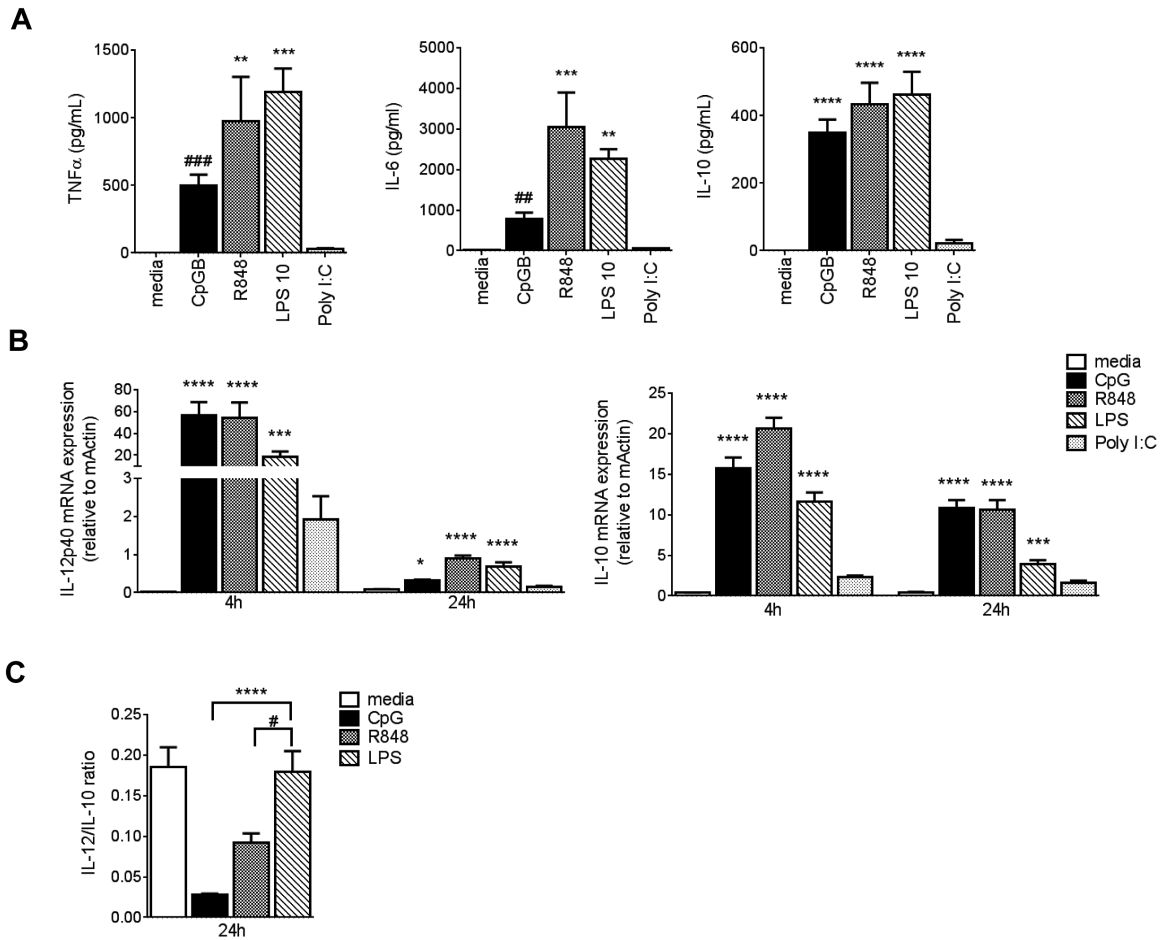 A
TNFα (pg/mL)
1500
1000
500
0
###
**
***
media
CpGB
R848
LPS 10
Poly I:C
IL-6 (pg/ml)
5000
4000
3000
2000
1000
0
##
***
**
media
CpGB
R848
LPS 10
Poly I:C
IL-10 (pg/mL)
600
400
200
0
****
****
****
media
CpGB
R848
LPS 10
Poly I:C
B
IL-12p40 mRNA expression
(relative to mActin)
80
60
40
20
3
2
1
0
****
****
***
*
****
****
4h
24h
IL-10 mRNA expression
(relative to mActin)
25
20
15
10
5
0
****
****
****
****
****
***
4h
24h
media
CpG
R848
LPS
Poly I:C
C
IL-12/IL-10 ratio
0.25
0.20
0.15
0.10
0.05
0.00
****
#
24h
media
CpG
R848
LPS